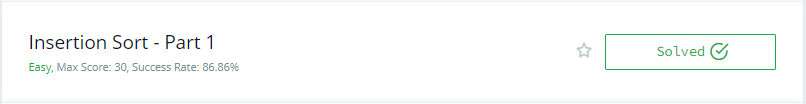 Insertion Sort - Part 1
Solved
Easy, Max Score: 30, Success Rate: 86.86%